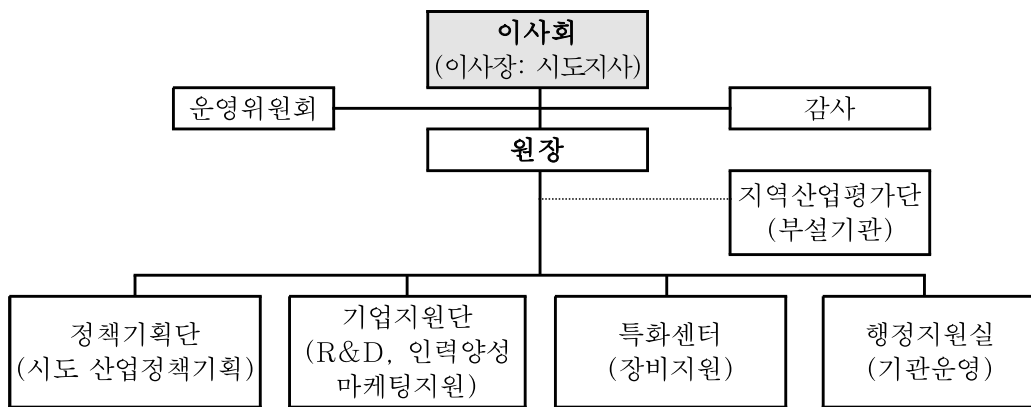 이사회
(이사장: 시도지사)
운영위원회
감사
원장
지역산업평가단
(부설기관)
정책기획단
(시도 산업정책기획)
기업지원단
(R&D, 인력양성
마케팅지원)
특화센터
(장비지원)
행정지원실
(기관운영)